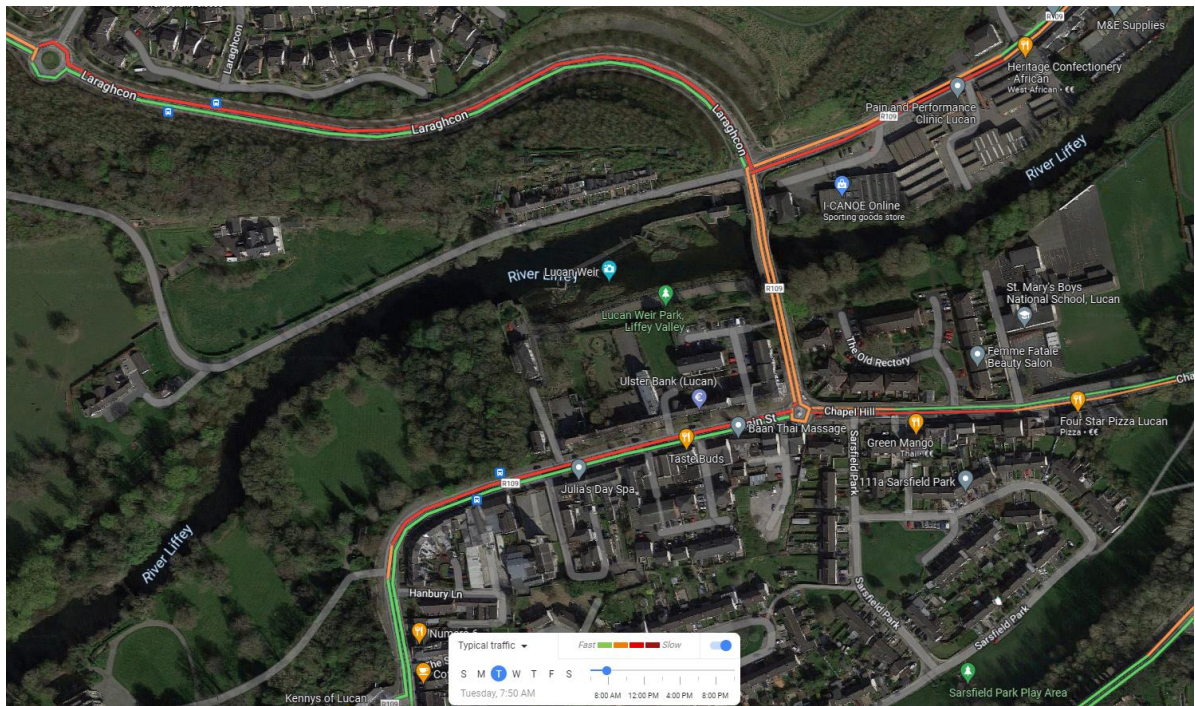 R109
M&E Supplies
Laraghcon
Heritage Confectionery
- African
West African • €€
Laraghcon
Pain and Performance
Clinic Lucan
R109
Laraghcon
Laraghcon
River Liffey
I-CANOE Online
Sporting goods store
River Liffey
Lucan Weir
R109
St. Mary's Boys
National School, Lucan
Lucan Weir Park,
Liffey Valley
The Old Rectory
Femme Fatale
Beauty Salon
Ulster Bank (Lucan)
Chapel Hill
Cha
in St
Baan Thai Massage
Four Star Pizza Lucan
Pizza • €€
Green Mango
Thai • €€
Taste Buds
Sarsfield Park
R109
Julia's Day Spa
111a Sarsfield Park
River Liffey
Hanbury Ln
Sarsfield Park
Sarsfield Park
The S
Cof
Kennys of Lucan
R109
Sarsfield Park Play Area
Typical traffic
Fast
Slow
S M T W T F S
Tuesday, 7:50 AM
8:00 AM 12:00 PM 4:00 PM 8:00 PM